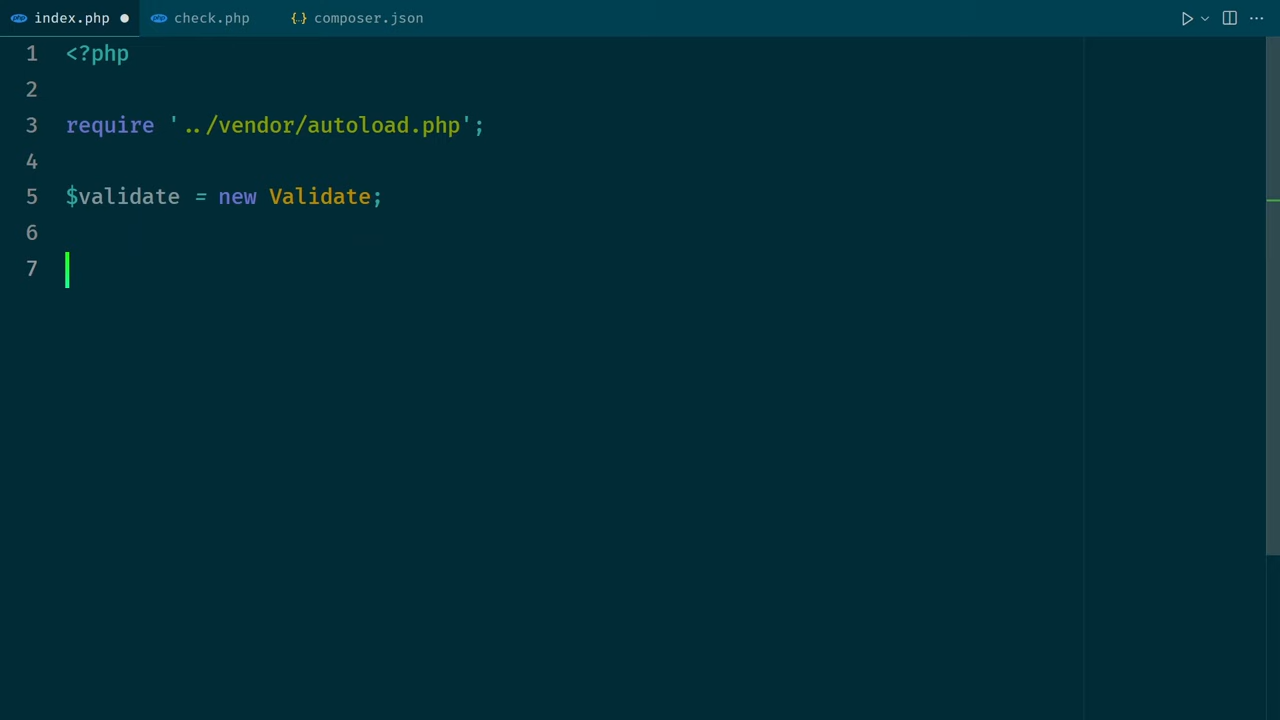 index.php
check.php
{..} composer.json
1 <?php
2
3 require '../vendor/autoload.php';
4
5 $validate = new Validate;
6
7